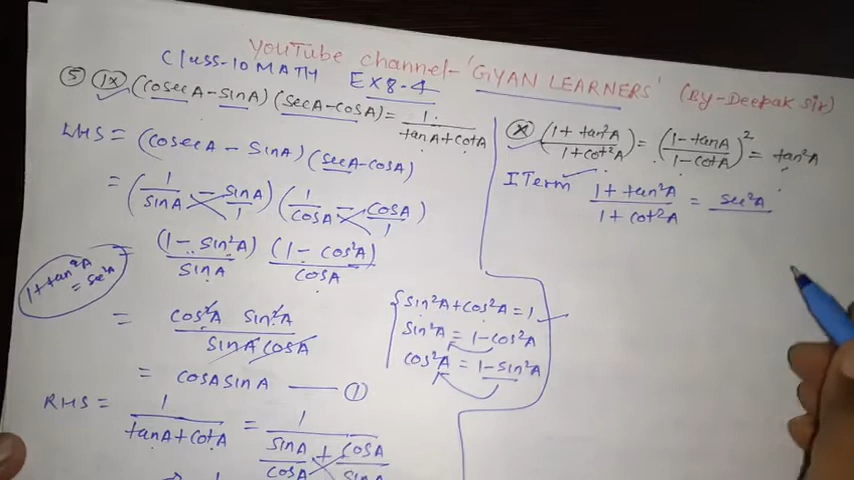 YouTube channel- 'GYAN LEARNERS' (By-Deepak Sir)
Class-10 MATH EX 8.4
⑤ (ix) (cosecA - sinA) (secA - cosA) = 1/(tanA + cotA)
LHS = (cosecA - SinA) (secA - cosA)
= (1/SinA - SinA/1) (1/cosA - cosA/1)
= (1 - Sin²A)/SinA (1 - cos²A)/cosA
1 + tan²A = sec²A
= cos²A sin²A / sinA cosA
= cosA sinA —— ①
RHS = 1/(tanA + cotA) = 1/(sinA/cosA + cosA/sinA)
{sin²A + cos²A = 1
sin²A = 1 - cos²A
cos²A = 1 - sin²A
(x) (1 + tan²A / 1 + cot²A) = (1 - tanA / 1 - cotA)² = tan²A
I Term 1 + tan²A / 1 + cot²A = sec²A